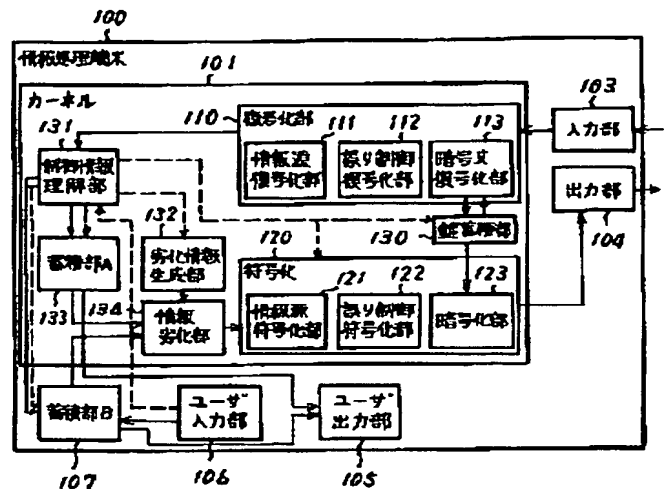 100
情報処理端末
101
カーネル
110
復号化部
103
131
111
112
113
入力部
制御情報
理解部
情報源
復号化部
誤り制御
復号化部
暗号文
復号化部
出力部
132
120
130
鍵蓄積部
104
蓄積部A
劣化情報
生成部
符号化
121
122
123
133
134
情報
劣化部
情報源
符号化部
誤り制御
符号化部
暗号化部
蓄積部B
ユーザ
入力部
ユーザ
出力部
107
106
105